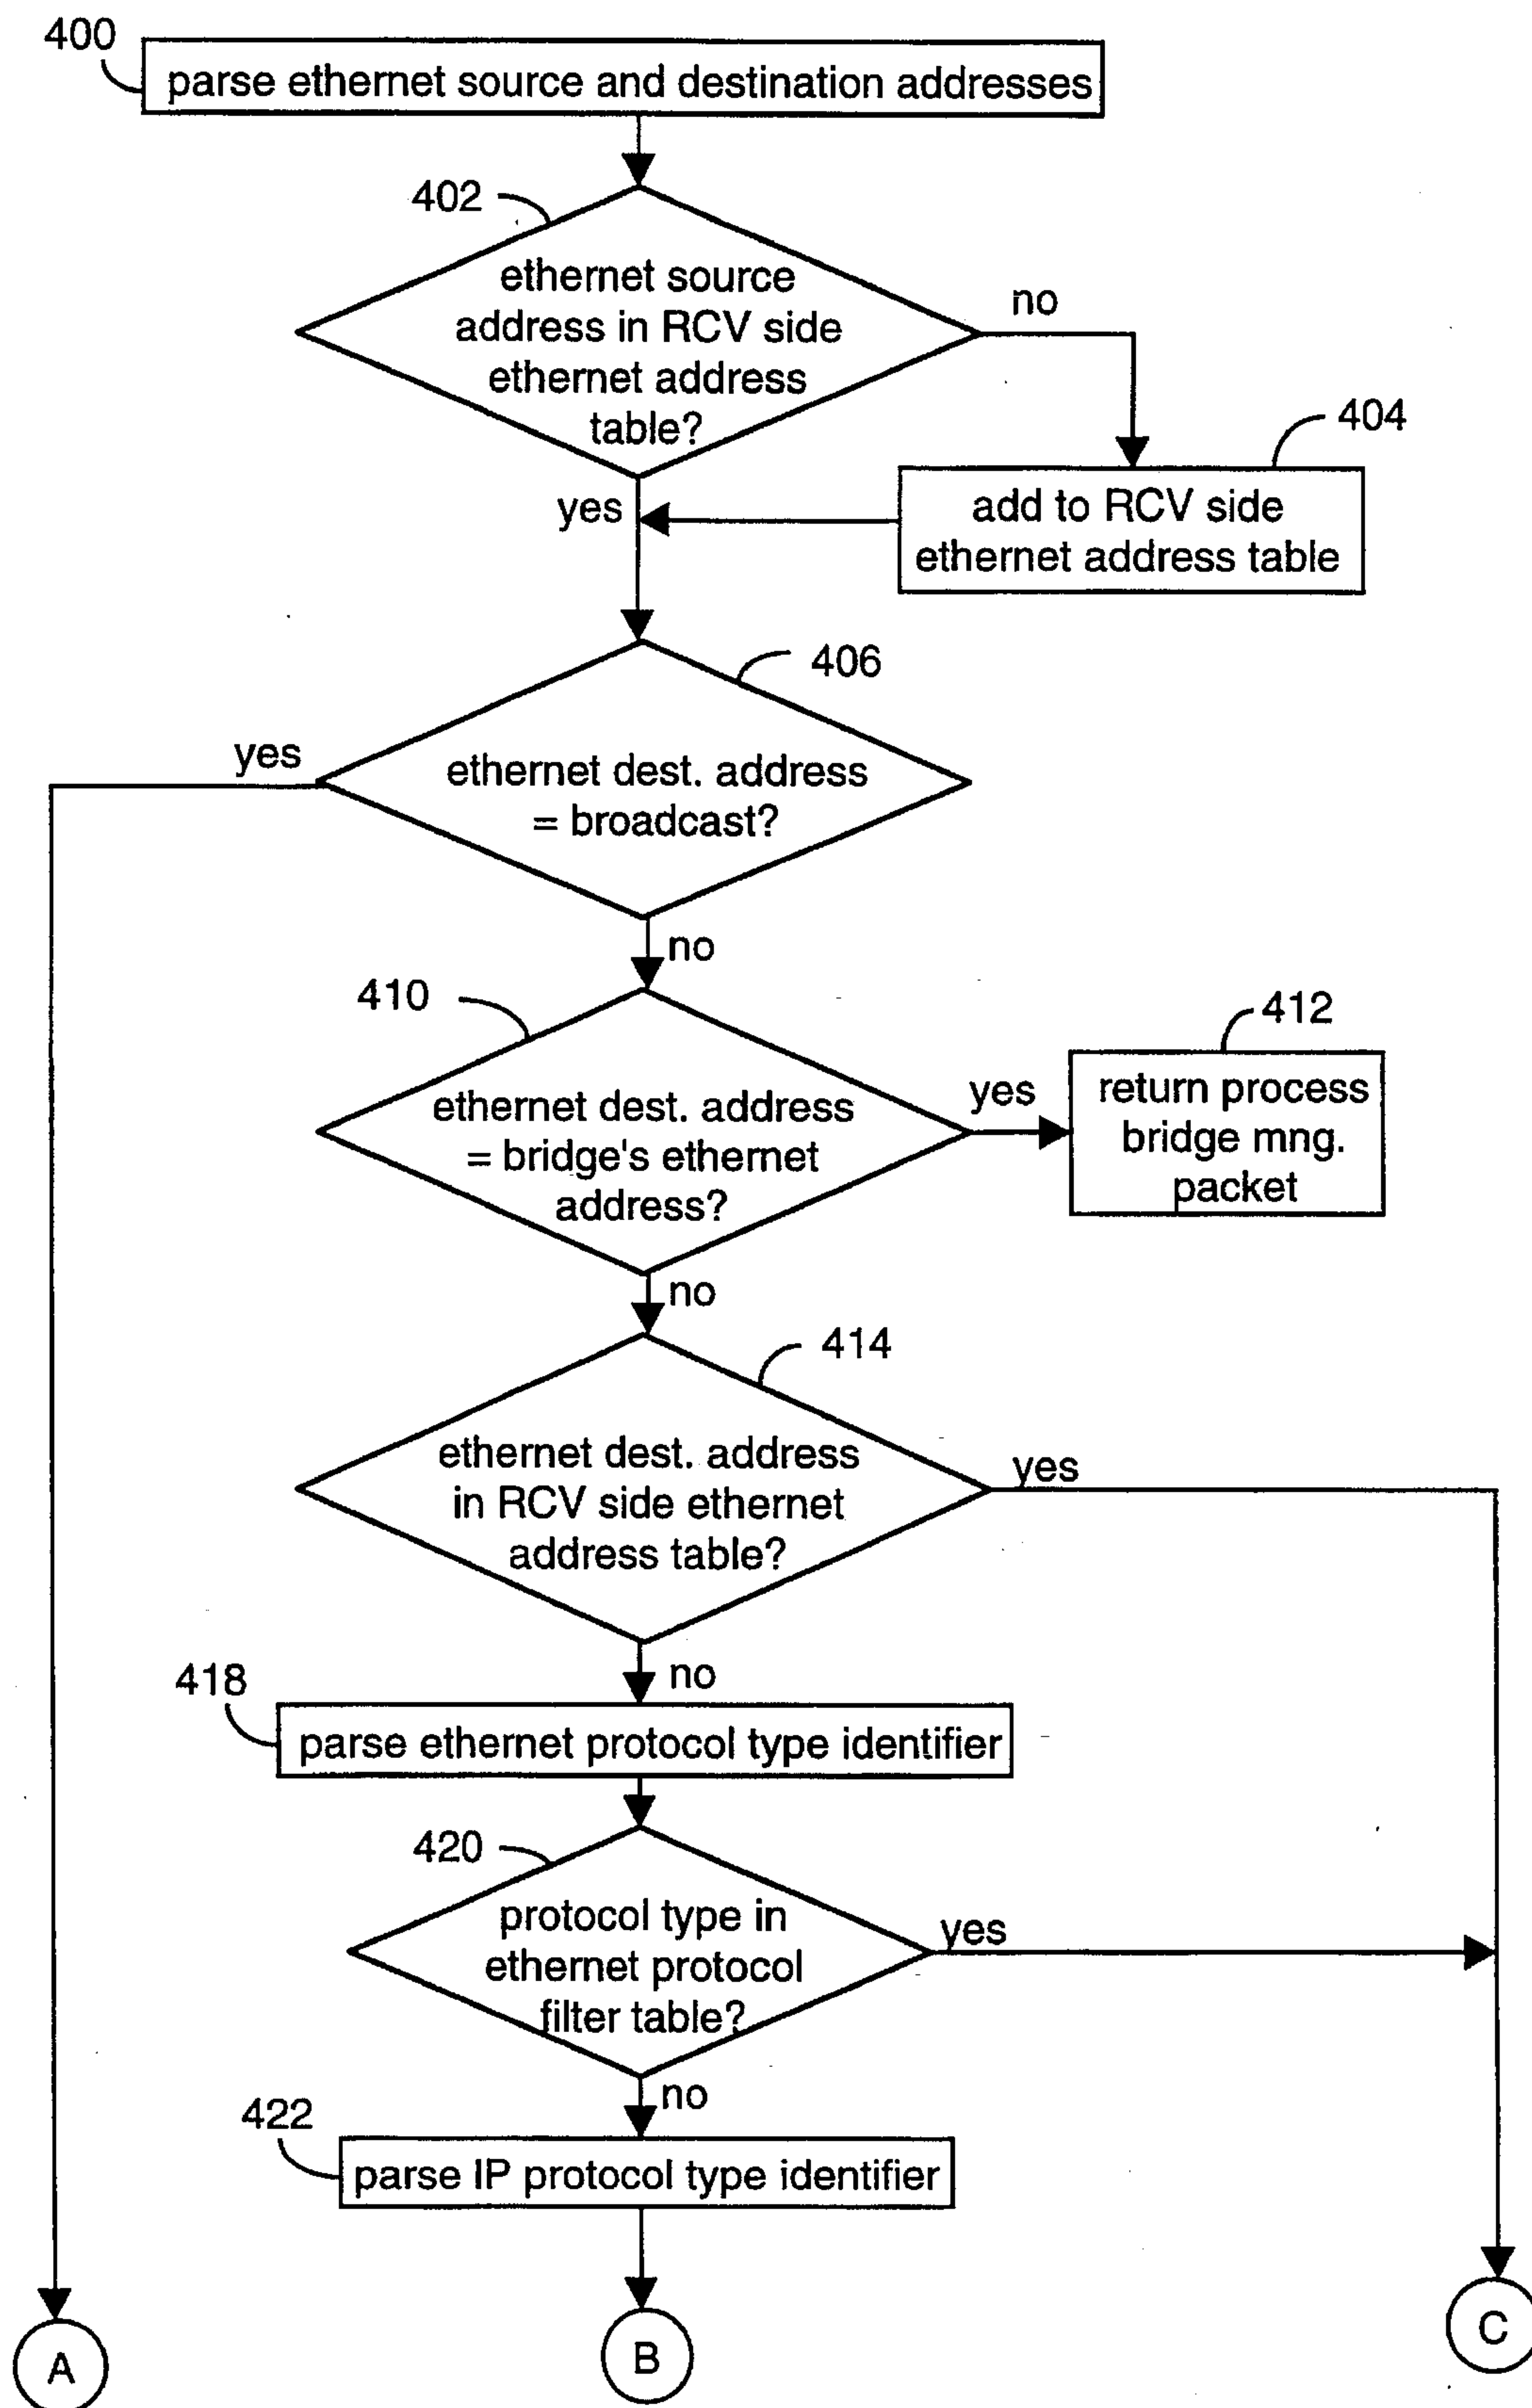 400
parse ethernet source and destination addresses
402
ethernet source
address in RCV side
ethernet address
table?
no
404
add to RCV side
ethernet address table
yes
406
yes
ethernet dest. address
= broadcast?
no
410
412
ethernet dest. address
= bridge's ethernet
address?
yes
return process
bridge mng.
packet
no
414
ethernet dest. address
in RCV side ethernet
address table?
yes
no
418
parse ethernet protocol type identifier
420
protocol type in
ethernet protocol
filter table?
yes
no
422
parse IP protocol type identifier
A
B
C